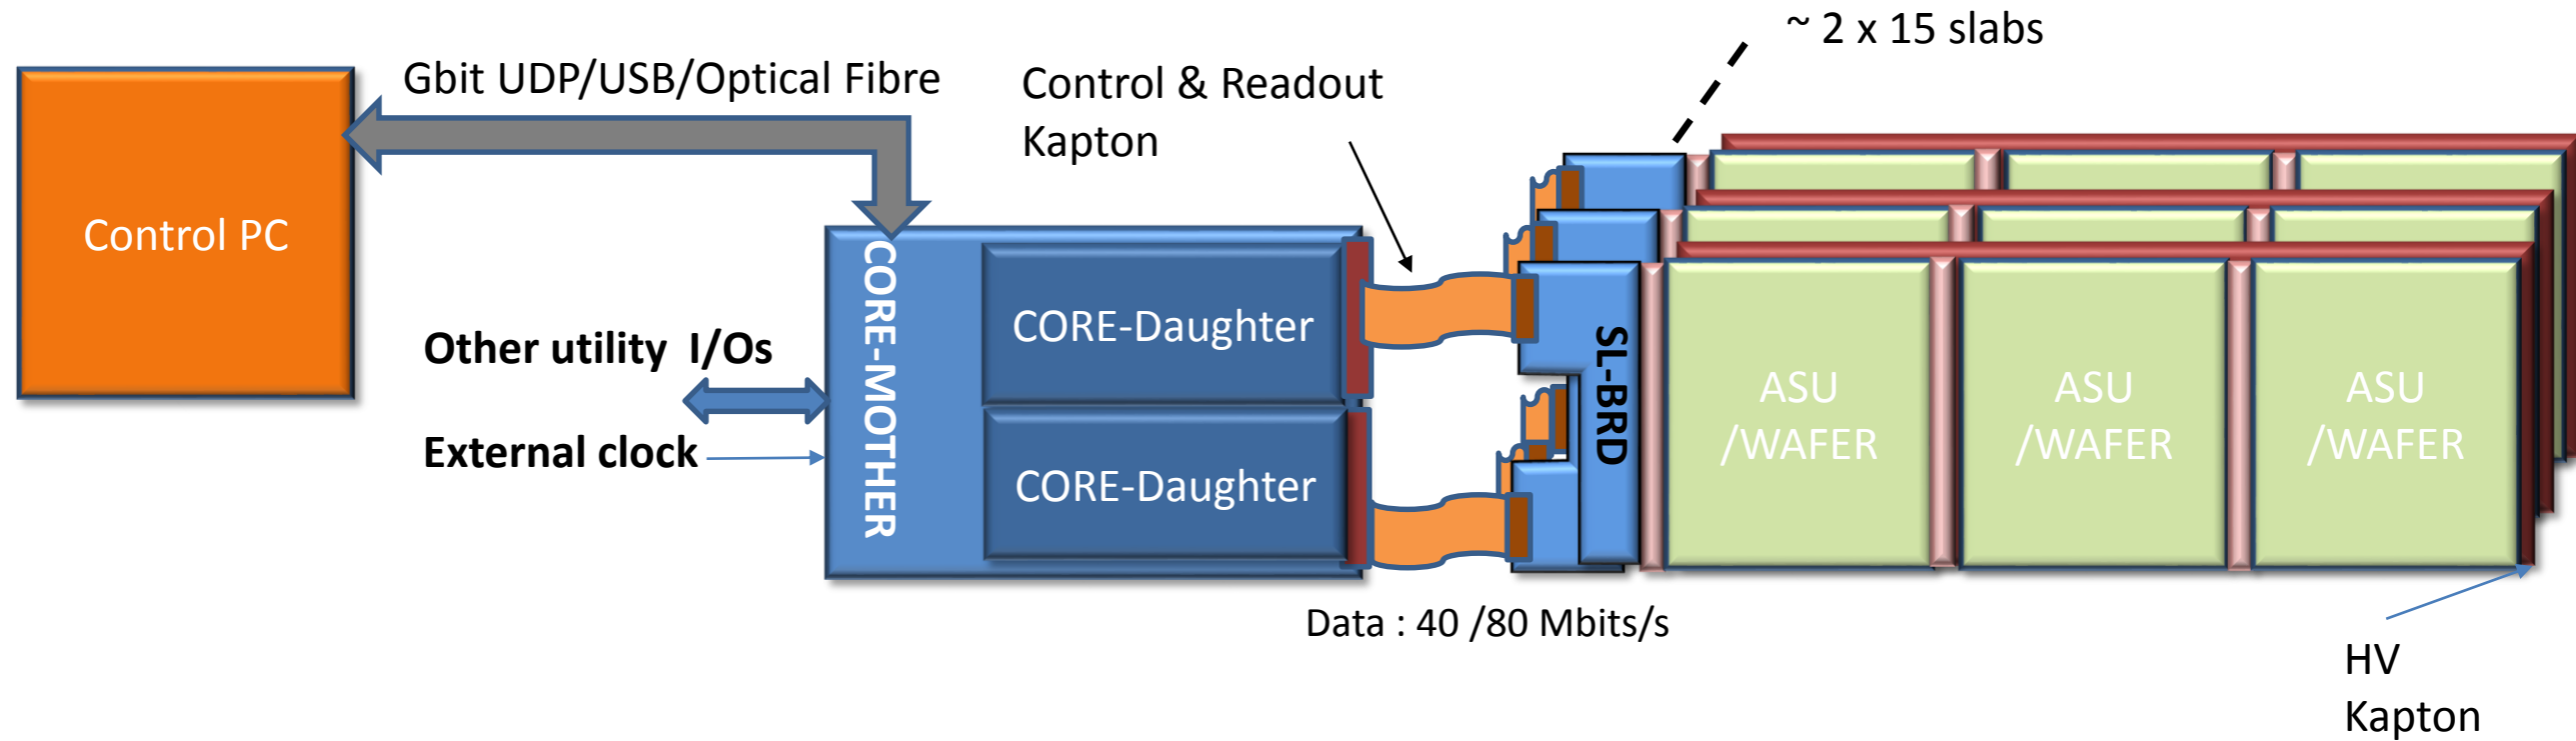 ~ 2 x 15 slabs
Gbit UDP/USB/Optical Fibre
Control & Readout
Kapton
Control PC
CORE-MOTHER
CORE-Daughter
CORE-Daughter
Other utility I/Os
External clock
SL-BRD
ASU
/WAFER
ASU
/WAFER
ASU
/WAFER
Data : 40 /80 Mbits/s
HV
Kapton